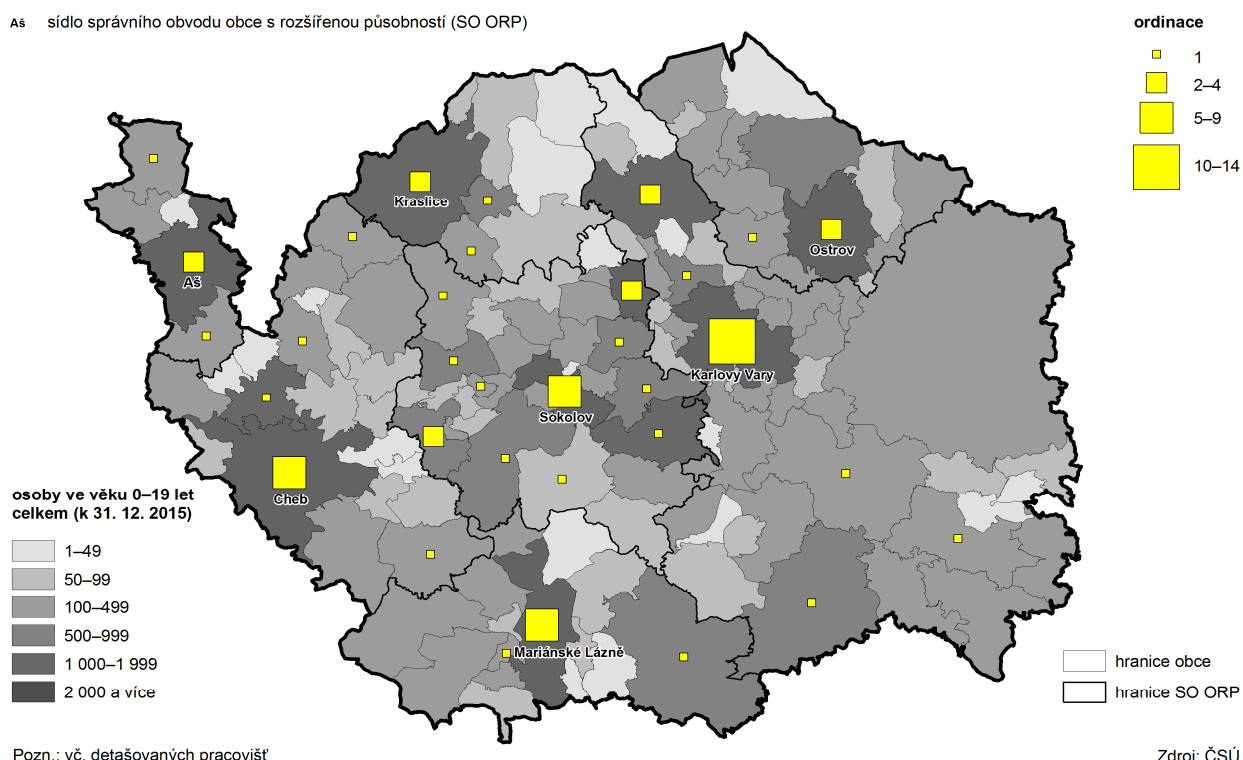 Aš sídlo správního obvodu obce s rozšířenou působností (SO ORP)
ordinace
1
2–4
5–9
10–14
Kraslice
Ostrov
Aš
Karlovy Vary
Sokolov
Cheb
Mariánské Lázně
osoby ve věku 0–19 let
celkem (k 31. 12. 2015)
1–49
50–99
100–499
500–999
1 000–1 999
2 000 a více
hranice obce
hranice SO ORP
Pozn.: vč. detašovaných pracovišť
Zdroj: ČSÚ